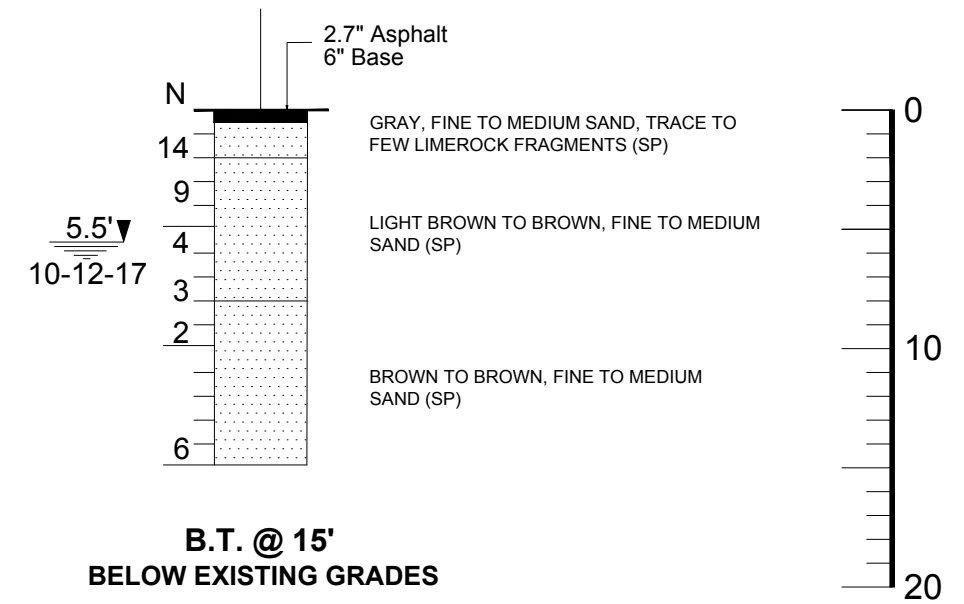 2.7" Asphalt
6" Base
N
0
GRAY, FINE TO MEDIUM SAND, TRACE TO
FEW LIMEROCK FRAGMENTS (SP)
14
9
LIGHT BROWN TO BROWN, FINE TO MEDIUM
SAND (SP)
5.5'
4
10-12-17
3
2
10
BROWN TO BROWN, FINE TO MEDIUM
SAND (SP)
6
B.T. @ 15'
BELOW EXISTING GRADES
20